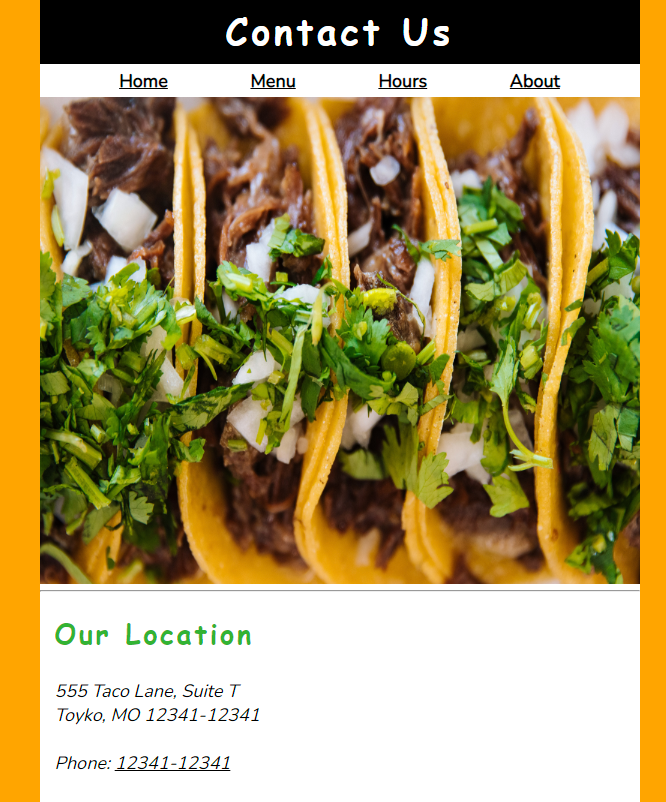 Contact Us
Home Menu Hours About
Our Location
555 Taco Lane, Suite T
Toyko, MO 12341-12341
Phone: 12341-12341